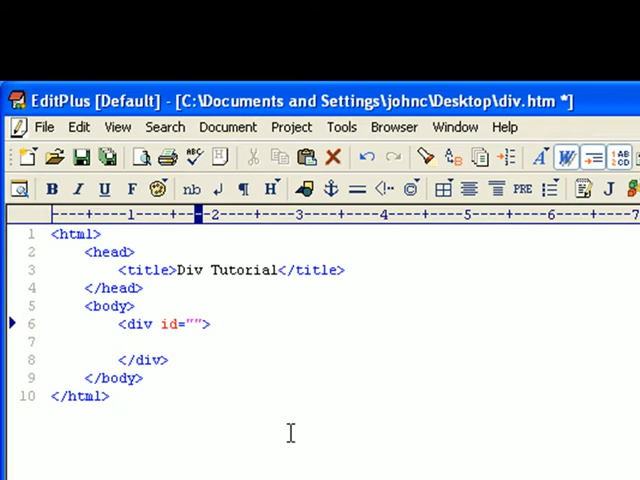 EditPlus [Default] - [C:\Documents and Settings\johnc\Desktop\div.htm *]
File Edit View Search Document Project Tools Browser Window Help
B I U F nb H PRE J
----+----1----+----2----+----3----+----4----+----5----+----6----+----7
1 <html>
2 <head>
3 <title>Div Tutorial</title>
4 </head>
5 <body>
6 <div id="">
7
8 </div>
9 </body>
10 </html>